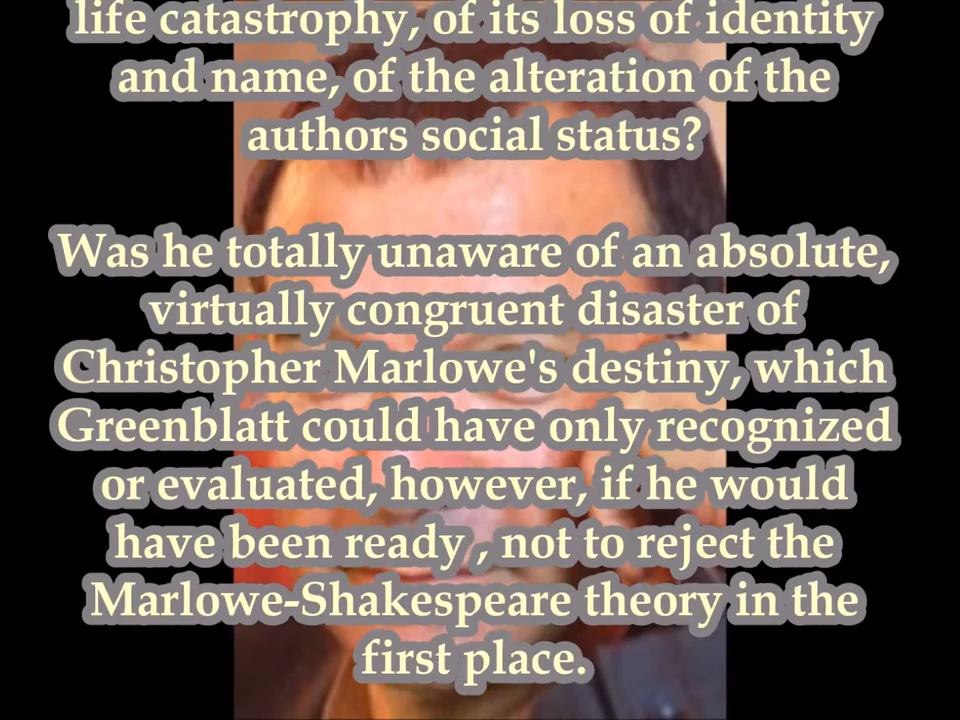 life catastrophy, of its loss of identity
and name, of the alteration of the
authors social status?
Was he totally unaware of an absolute,
virtually congruent disaster of
Christopher Marlowe's destiny, which
Greenblatt could have only recognized
or evaluated, however, if he would
have been ready , not to reject the
Marlowe-Shakespeare theory in the
first place.